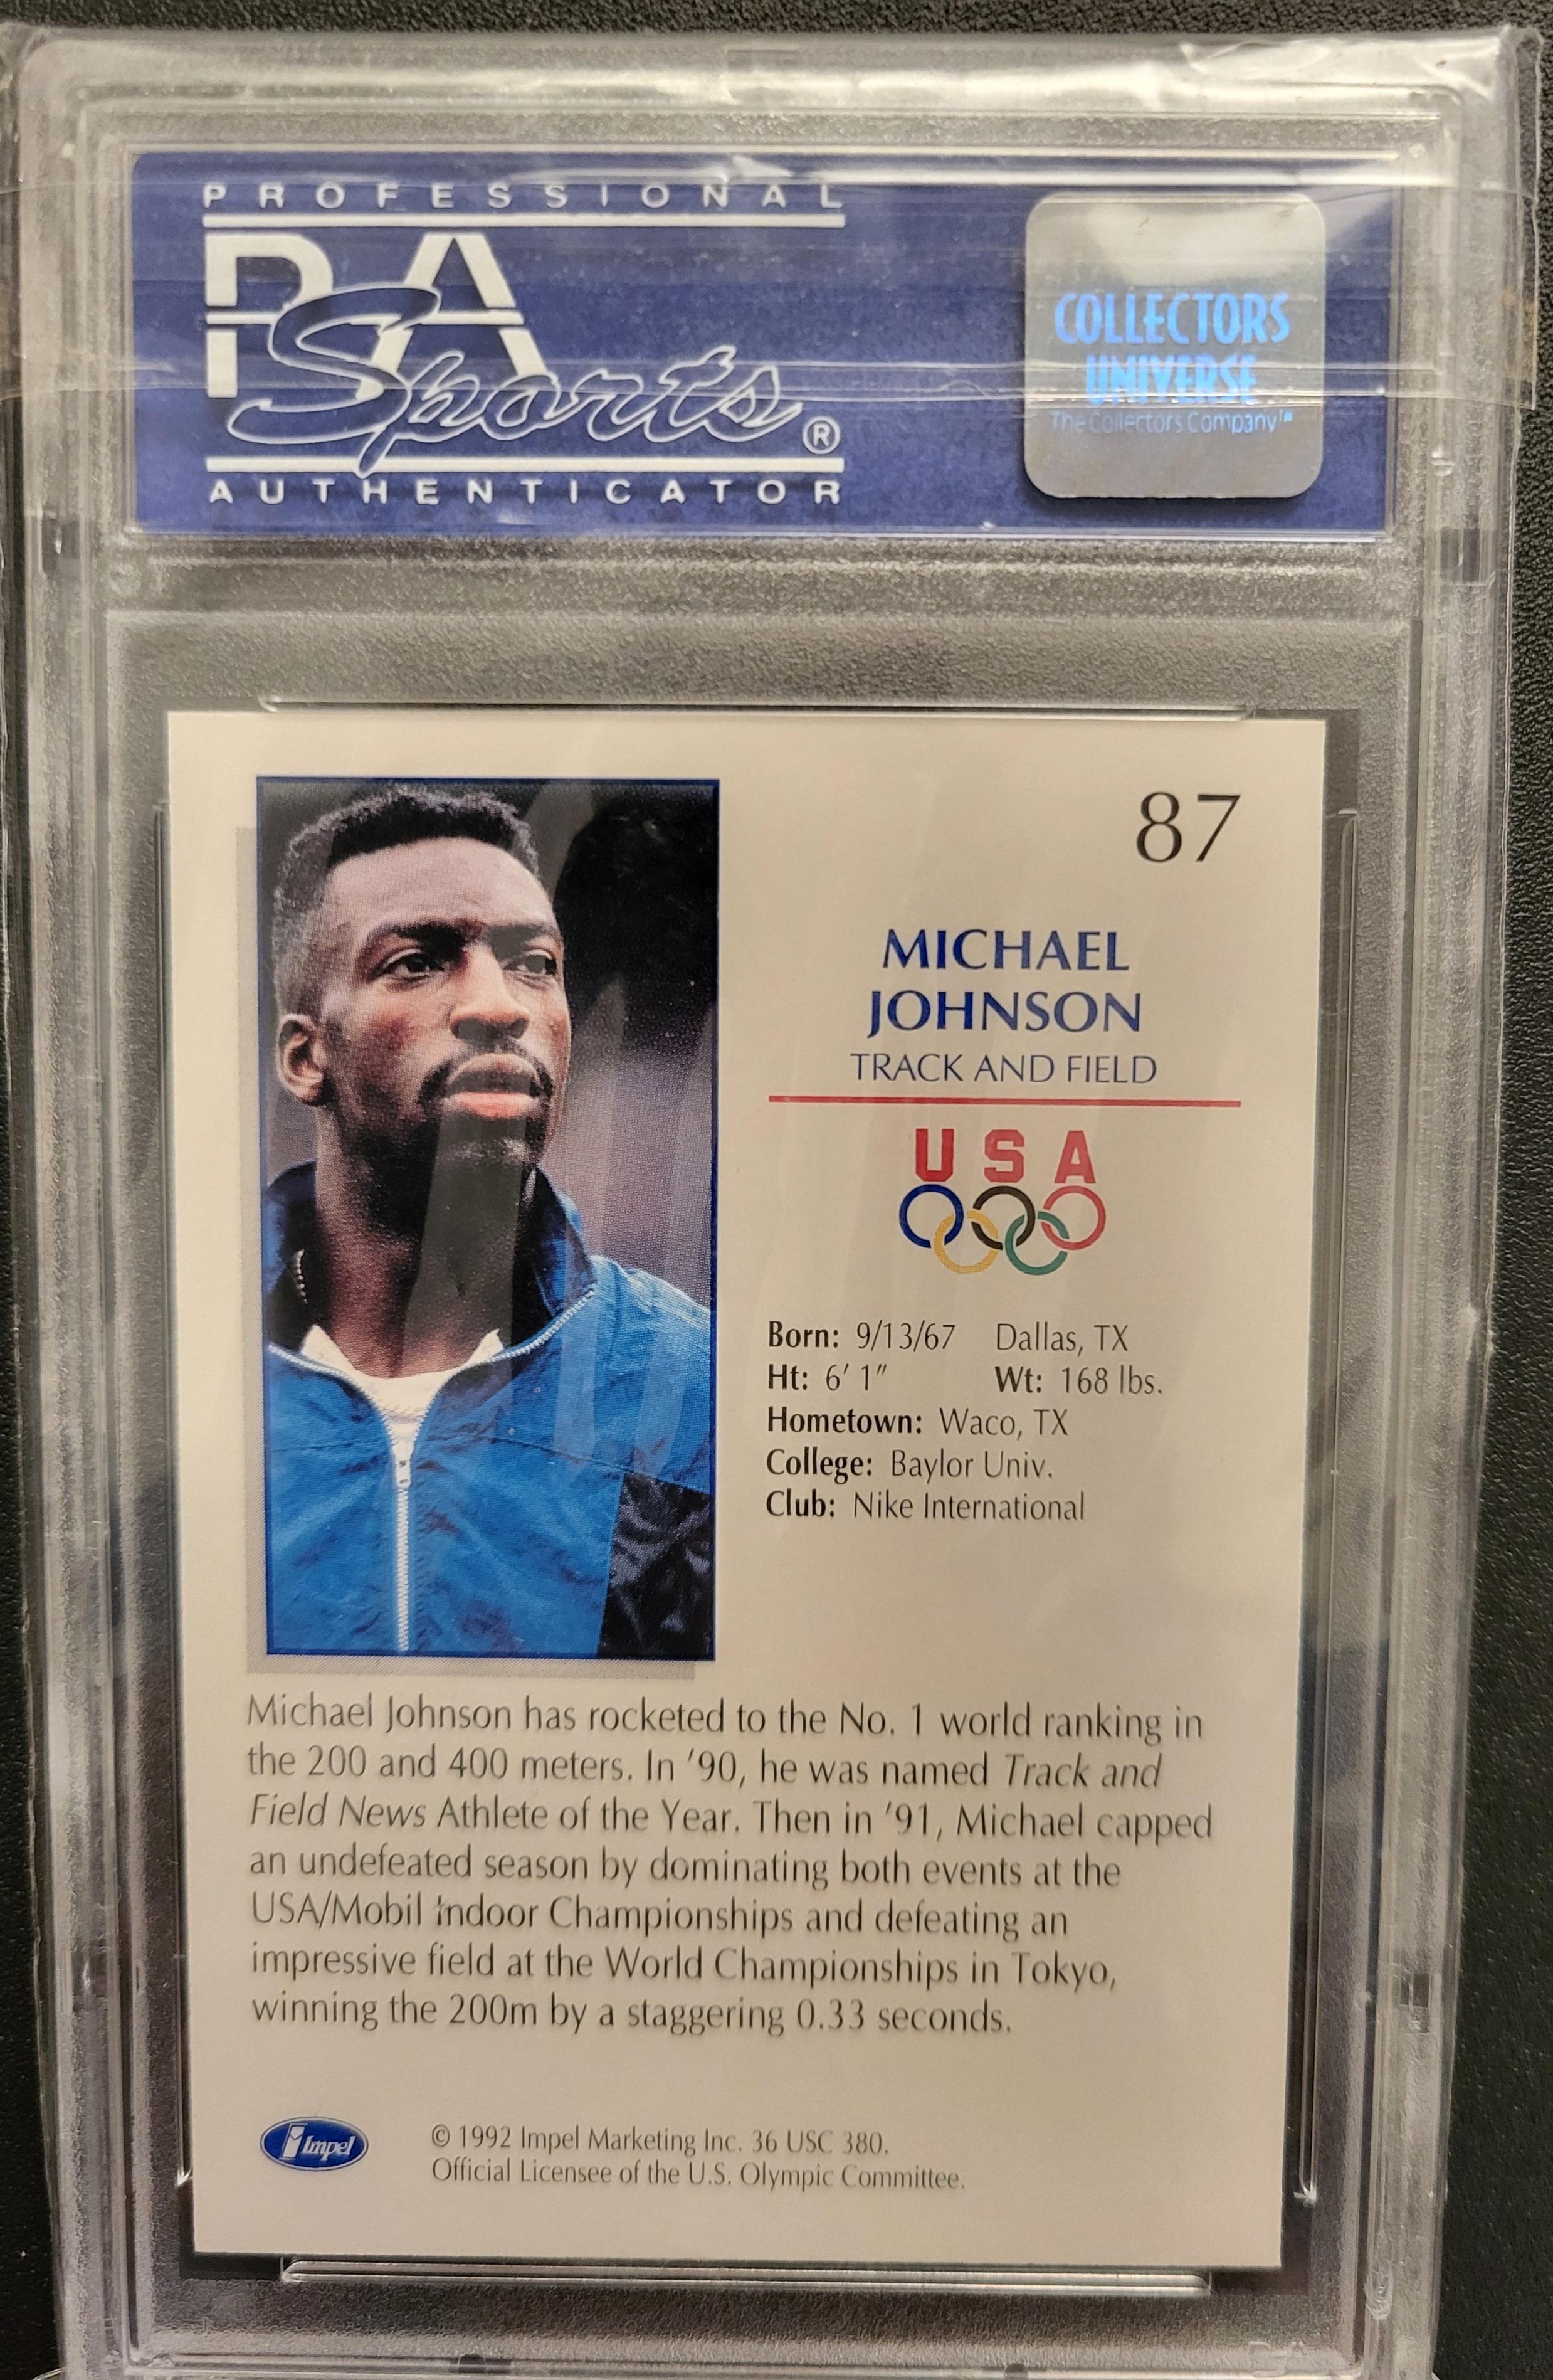 PROFESSIONAL
PSA
Sports®
AUTHENTICATOR
COLLECTORS
UNIVERSE
The Collectors Company™
87
MICHAEL
JOHNSON
TRACK AND FIELD
USA
Born: 9/13/67 Dallas, TX
Ht: 6' 1" Wt: 168 lbs.
Hometown: Waco, TX
College: Baylor Univ.
Club: Nike International
Michael Johnson has rocketed to the No. 1 world ranking in
the 200 and 400 meters. In '90, he was named Track and
Field News Athlete of the Year. Then in '91, Michael capped
an undefeated season by dominating both events at the
USA/Mobil Indoor Championships and defeating an
impressive field at the World Championships in Tokyo,
winning the 200m by a staggering 0.33 seconds.
Impel
© 1992 Impel Marketing Inc. 36 USC 380.
Official Licensee of the U.S. Olympic Committee.